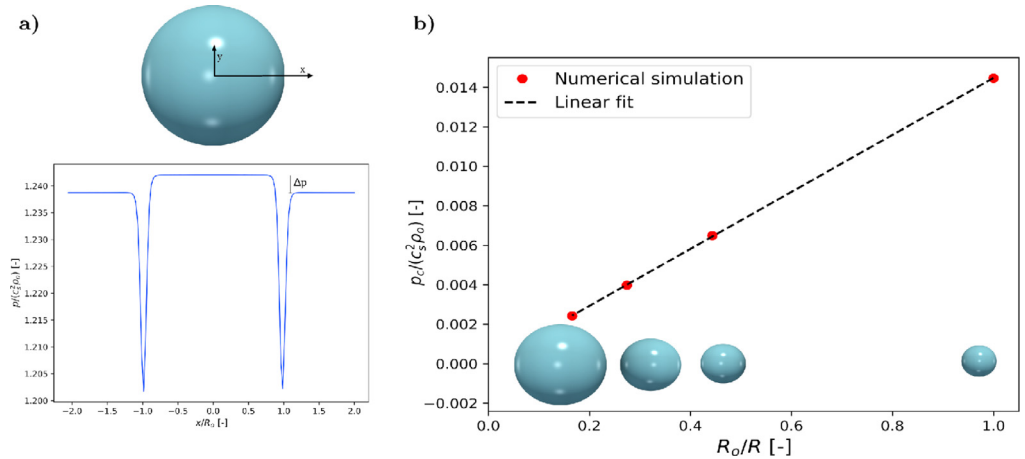 a)
y
x
Δp
p/(c_s^2ρ_o) [-]
1.240
1.235
1.230
1.225
1.220
1.215
1.210
1.205
1.200
−2.0 −1.5 −1.0 −0.5 0.0 0.5 1.0 1.5 2.0
x/R_o [-]
b)
Numerical simulation
Linear fit
p_c/(c_s^2ρ_o) [-]
0.014
0.012
0.010
0.008
0.006
0.004
0.002
0.000
−0.002
0.0 0.2 0.4 0.6 0.8 1.0
R_o/R [-]